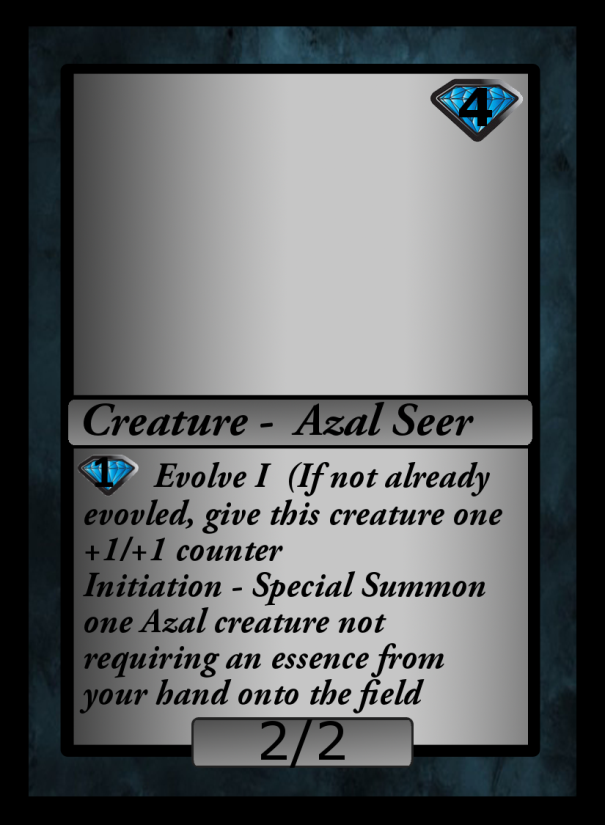 4
Creature - Azal Seer
1 Evolve I (If not already
evovled, give this creature one
+1/+1 counter
Initiation - Special Summon
one Azal creature not
requiring an essence from
your hand onto the field
2/2